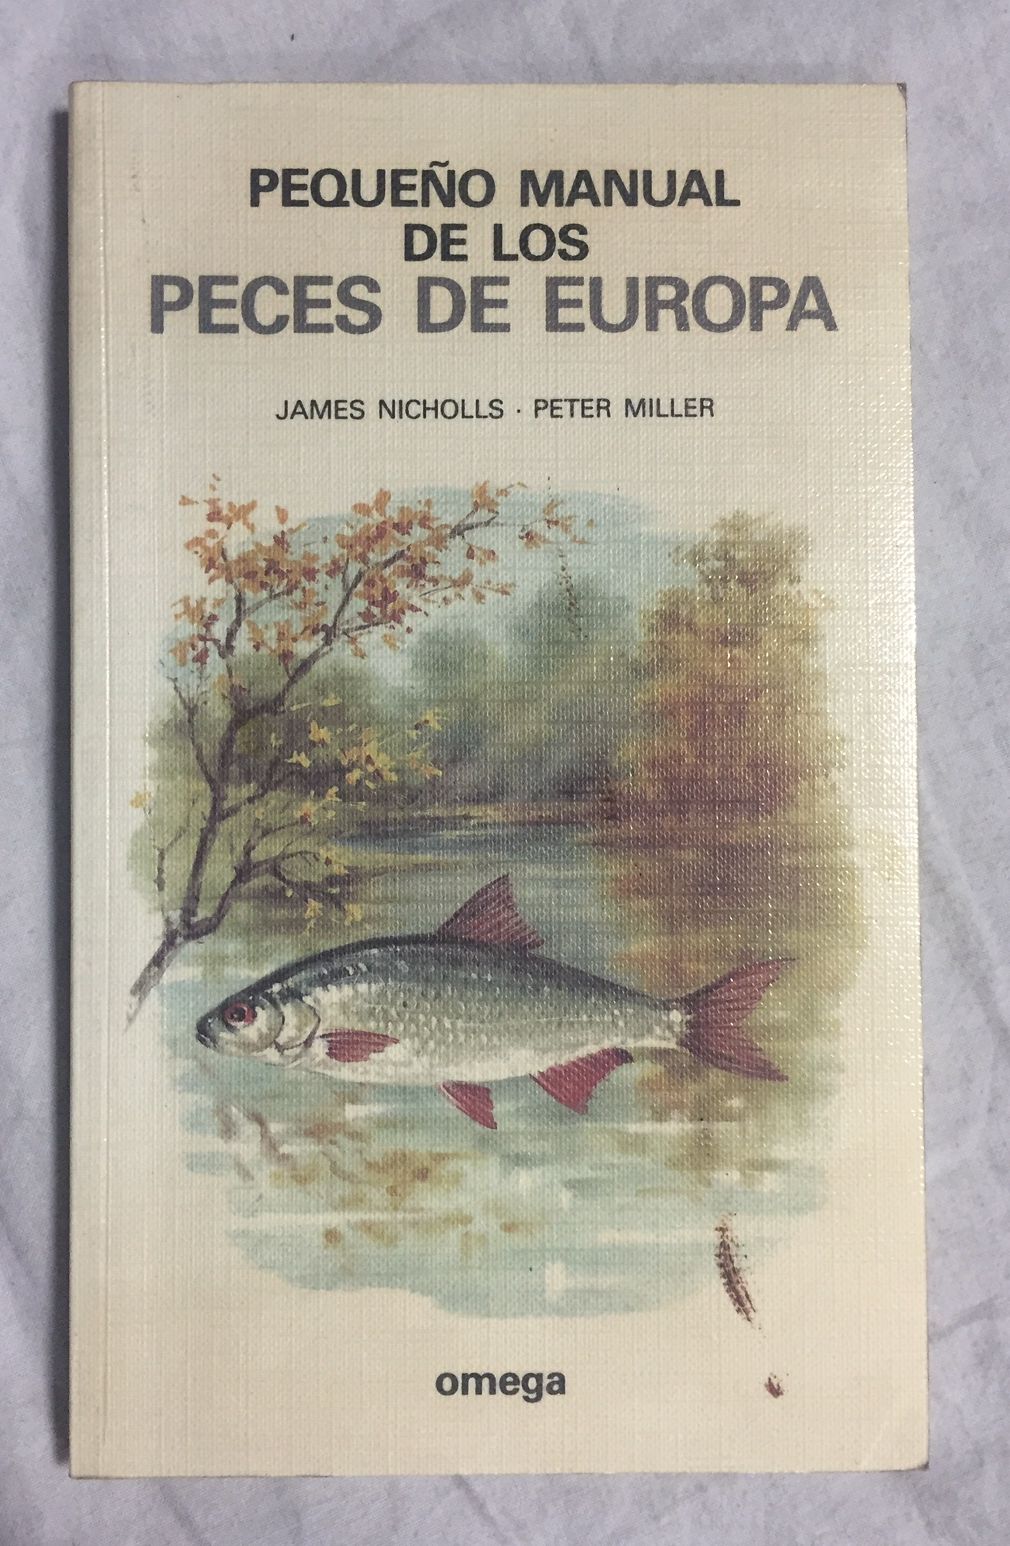 PEQUEÑO MANUAL
DE LOS
PECES DE EUROPA
JAMES NICHOLLS · PETER MILLER
omega